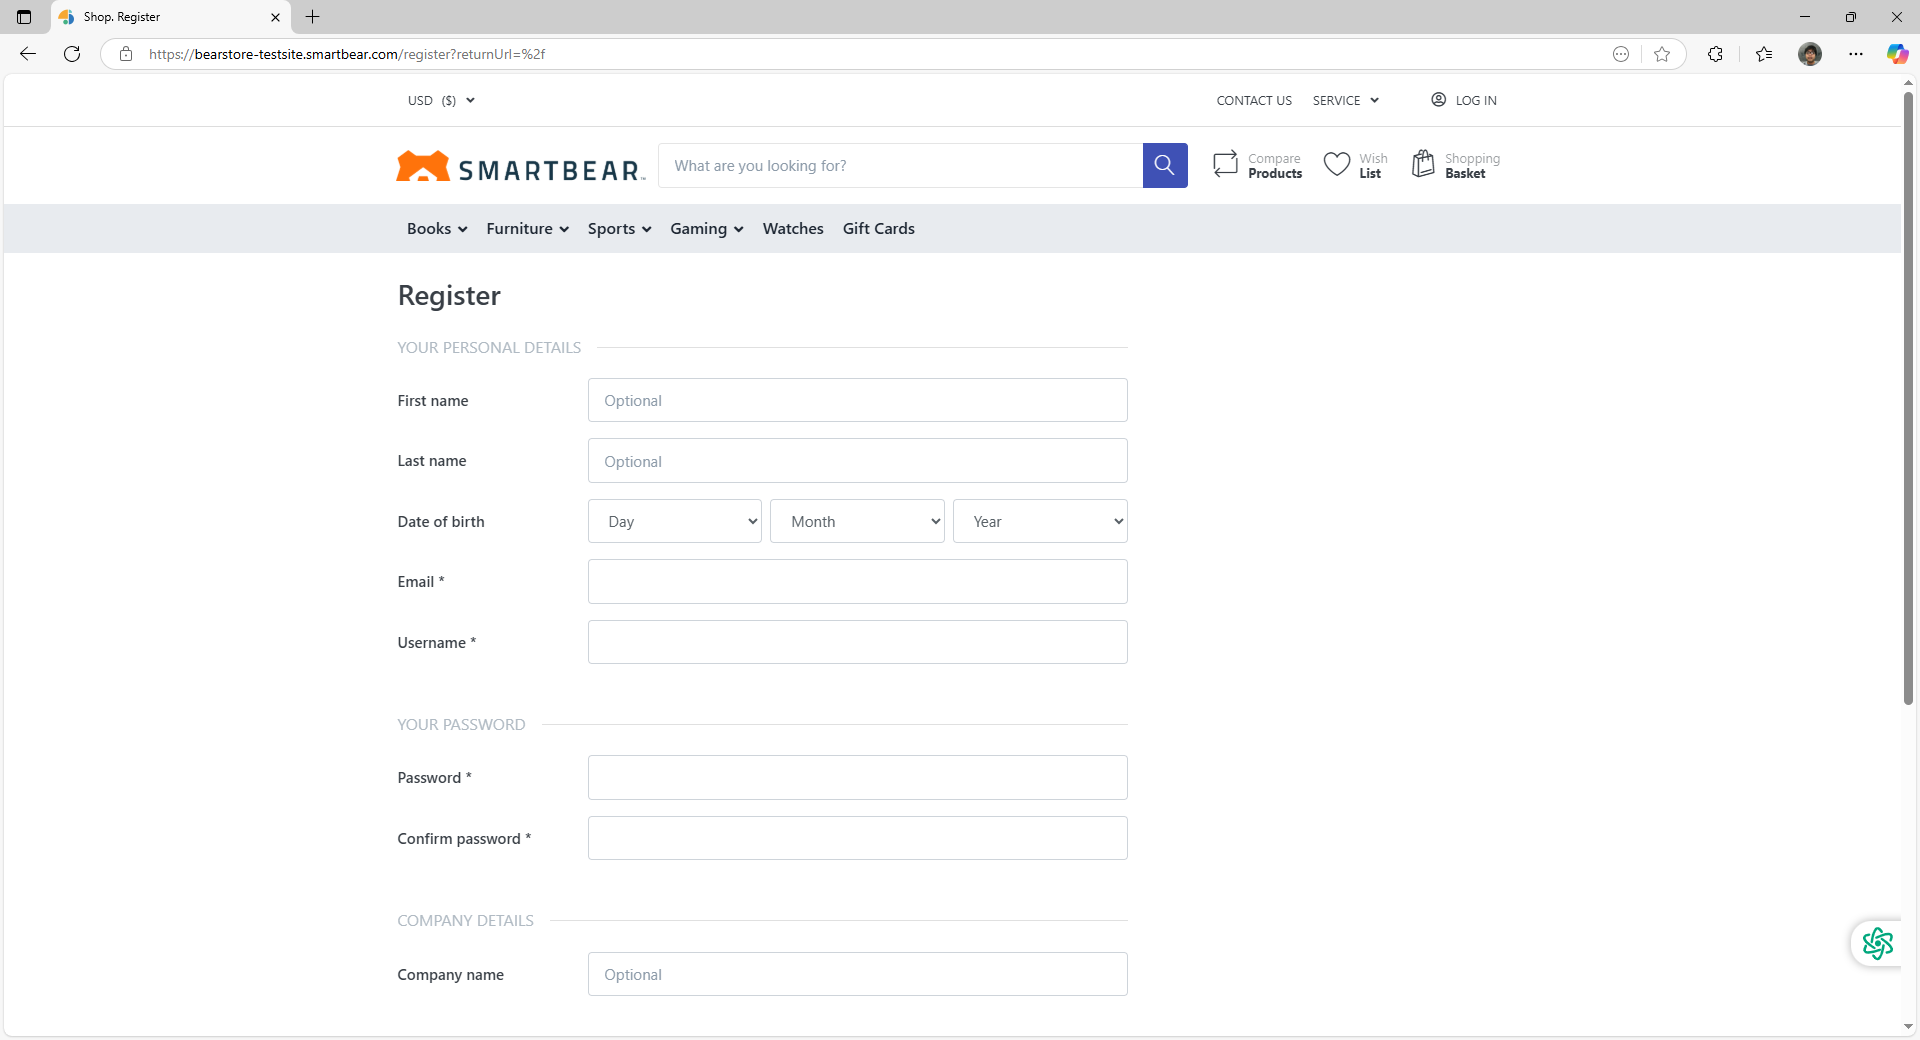 Shop. Register
https://bearstore-testsite.smartbear.com/register?returnUrl=%2f
USD ($)
CONTACT US
SERVICE
LOG IN
SMARTBEAR™
What are you looking for?
Compare
Products
Wish
List
Shopping
Basket
Books
Furniture
Sports
Gaming
Watches
Gift Cards
Register
YOUR PERSONAL DETAILS
First name
Optional
Last name
Optional
Date of birth
Day
Month
Year
Email *
Username *
YOUR PASSWORD
Password *
Confirm password *
COMPANY DETAILS
Company name
Optional